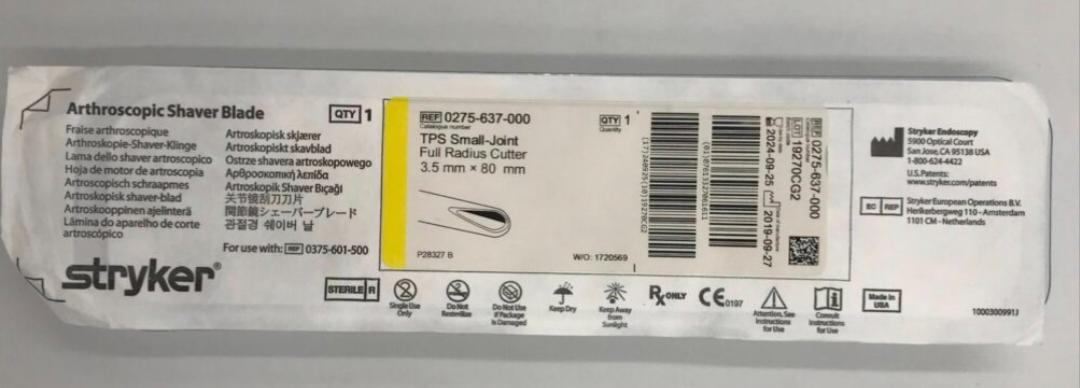 Arthroscopic Shaver Blade
QTY 1
Fraise arthroscopique
Arthroskopie-Shaver-Klinge
Lama dello shaver artroscopico
Hoja de motor de artroscopia
Artroscopisch schraapmes
Artroskopisk shaver-blad
Artroskooppinen ajelinterä
Lâmina do aparelho de corte
artroscópico
Artroskopisk skjærer
Artroskopiskt skavblad
Ostrze shavera artroskopowego
Αρθροσκοπική λεπίδα
Artroskopik Shaver Bıçağı
关节镜刮刀刀片
関節鏡シェーバーブレード
관절경 쉐이버 날
For use with: REF 0375-601-500
stryker®
REF 0275-637-000
Catalogue number
TPS Small-Joint
Full Radius Cutter
3.5 mm × 80 mm
QTY 1
Quantity
P28327 B
W/O: 1720569
REF 0275-637-000
Catalogue number
LOT 19270CG2
2024-09-25
2019-09-27
Date of manufacture
Stryker Endoscopy
5900 Optical Court
San Jose, CA 95138 USA
1-800-624-4422
U.S. Patents:
www.stryker.com/patents
EC REP
Stryker European Operations B.V.
Herikerbergweg 110 - Amsterdam
1101 CM - Netherlands
STERILE R
Single Use
Only
Do Not
Resterilize
Do Not Use
if Package
is Damaged
Keep Dry
Keep Away
from
Sunlight
Rx ONLY
CE 0197
Attention, See
Instructions
for Use
Consult
Instructions
for Use
Made in
USA
1000300991J